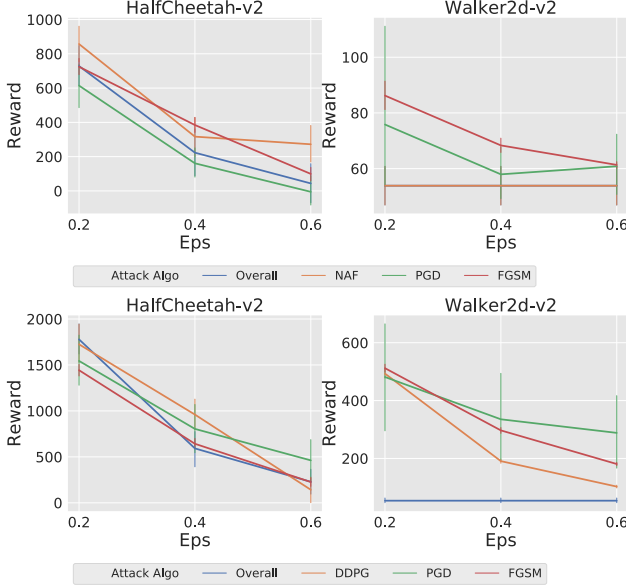 HalfCheetah-v2 Walker2d-v2
1000
800
600
400
200
0
Reward
0.2 0.4 0.6
Eps
100
80
60
Reward
0.2 0.4 0.6
Eps
Attack Algo Overall NAF PGD FGSM
HalfCheetah-v2 Walker2d-v2
2000
1500
1000
500
0
Reward
0.2 0.4 0.6
Eps
600
400
200
Reward
0.2 0.4 0.6
Eps
Attack Algo Overall DDPG PGD FGSM